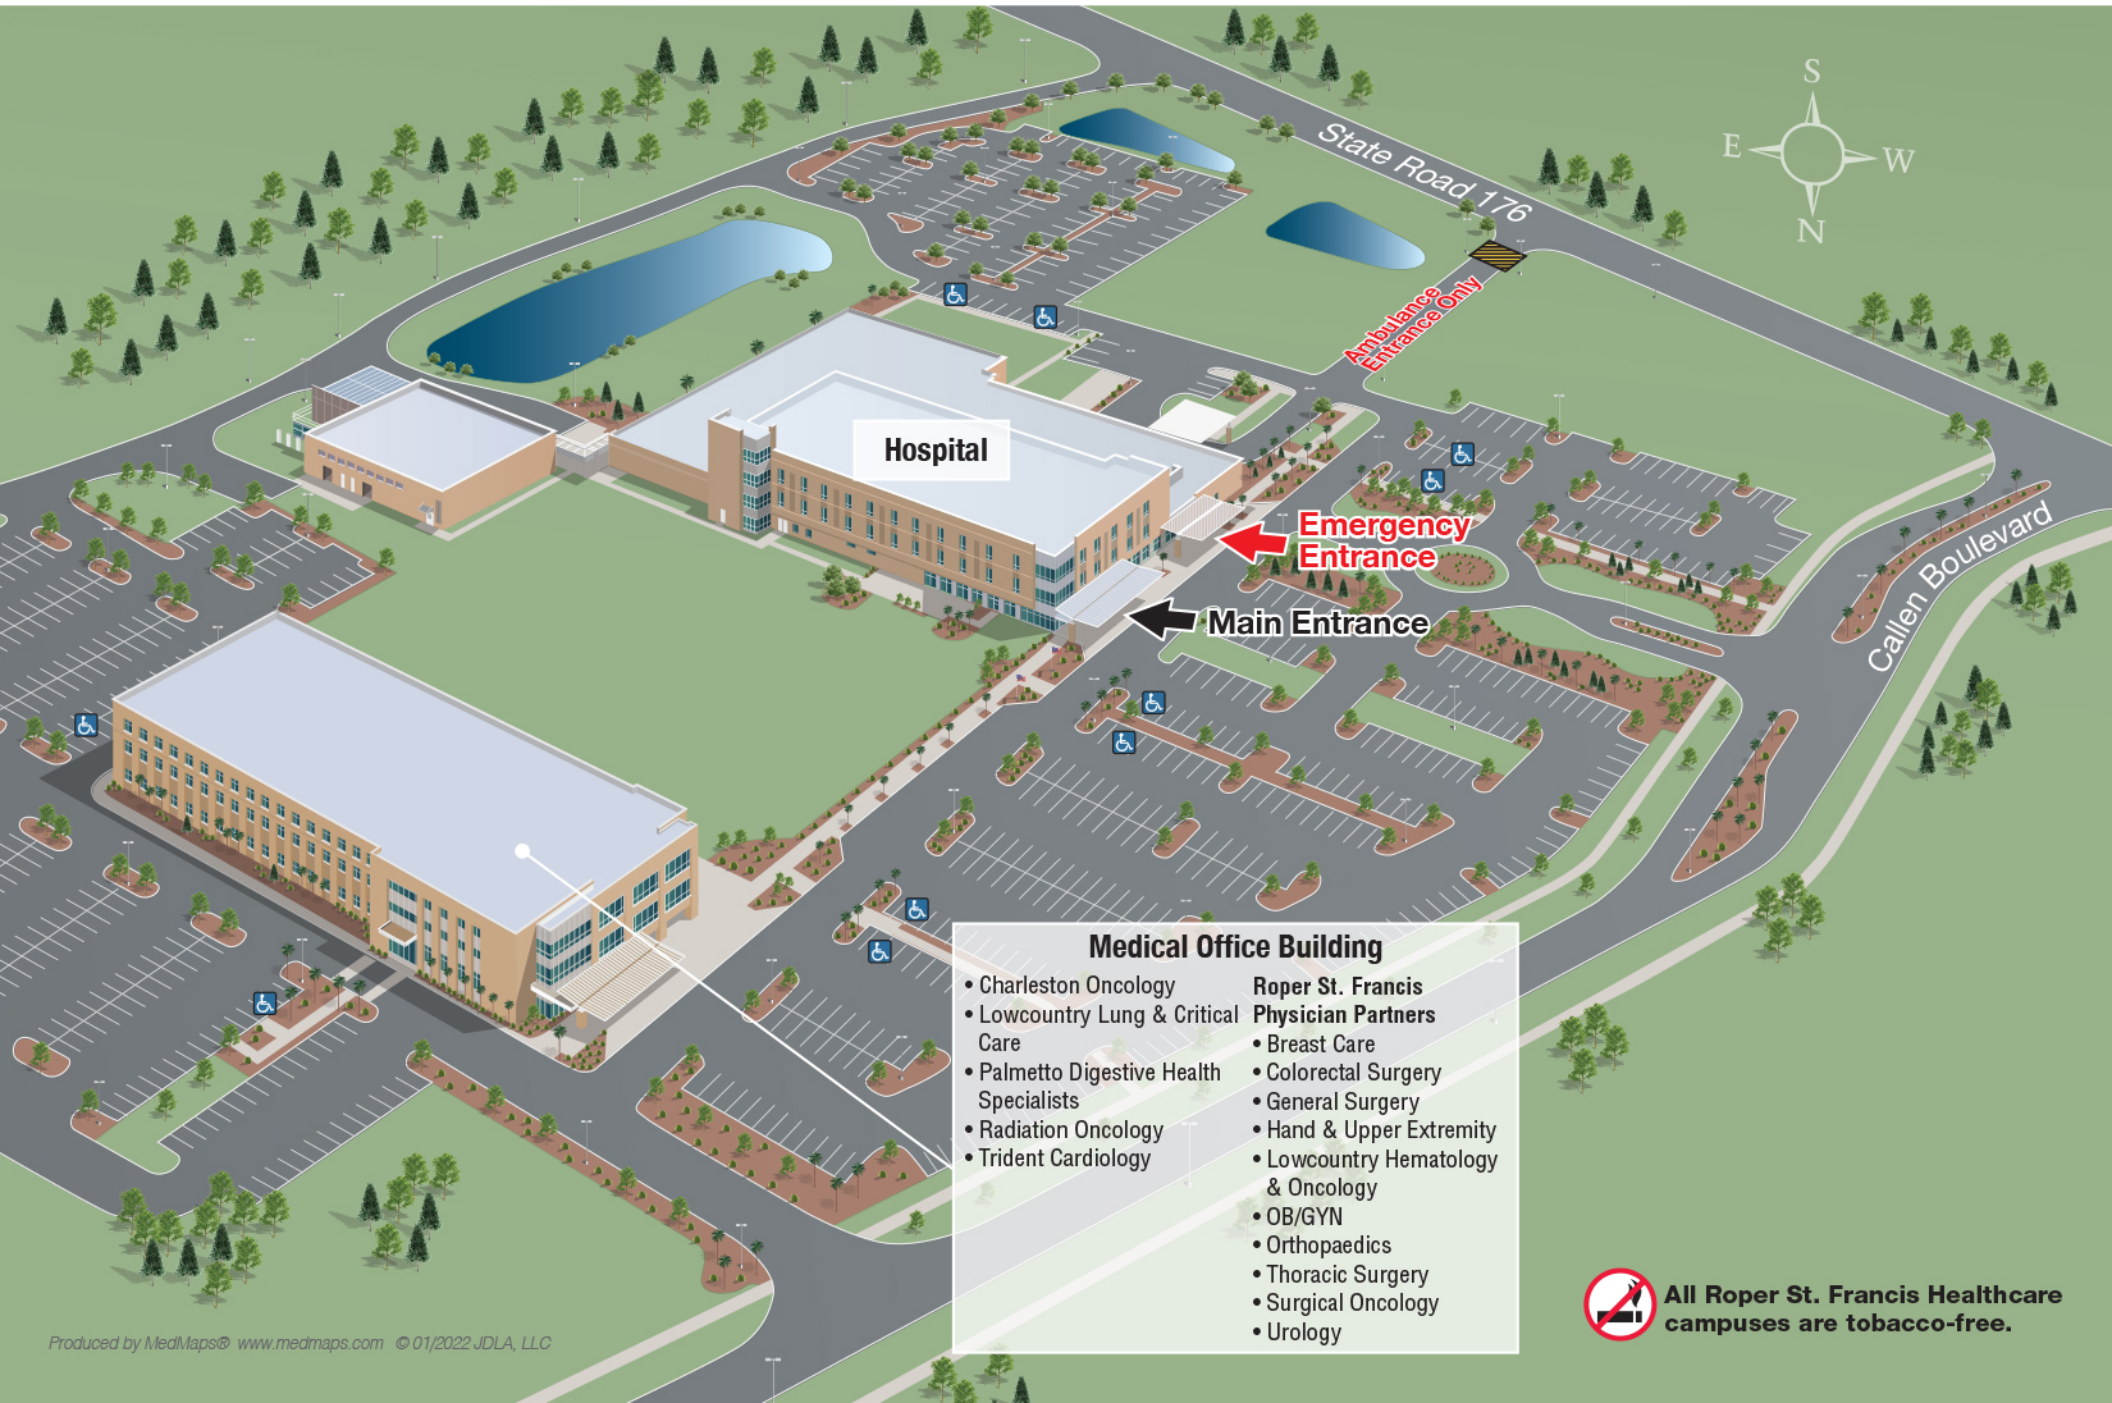 S
E
W
N
State Road 176
Ambulance
Entrance Only
Hospital
Emergency
Entrance
Main Entrance
Callen Boulevard
Medical Office Building
• Charleston Oncology
• Lowcountry Lung & Critical
Care
• Palmetto Digestive Health
Specialists
• Radiation Oncology
• Trident Cardiology
Roper St. Francis
Physician Partners
• Breast Care
• Colorectal Surgery
• General Surgery
• Hand & Upper Extremity
• Lowcountry Hematology
& Oncology
• OB/GYN
• Orthopaedics
• Thoracic Surgery
• Surgical Oncology
• Urology
All Roper St. Francis Healthcare
campuses are tobacco-free.
Produced by MedMaps® www.medmaps.com © 01/2022 JDLA, LLC